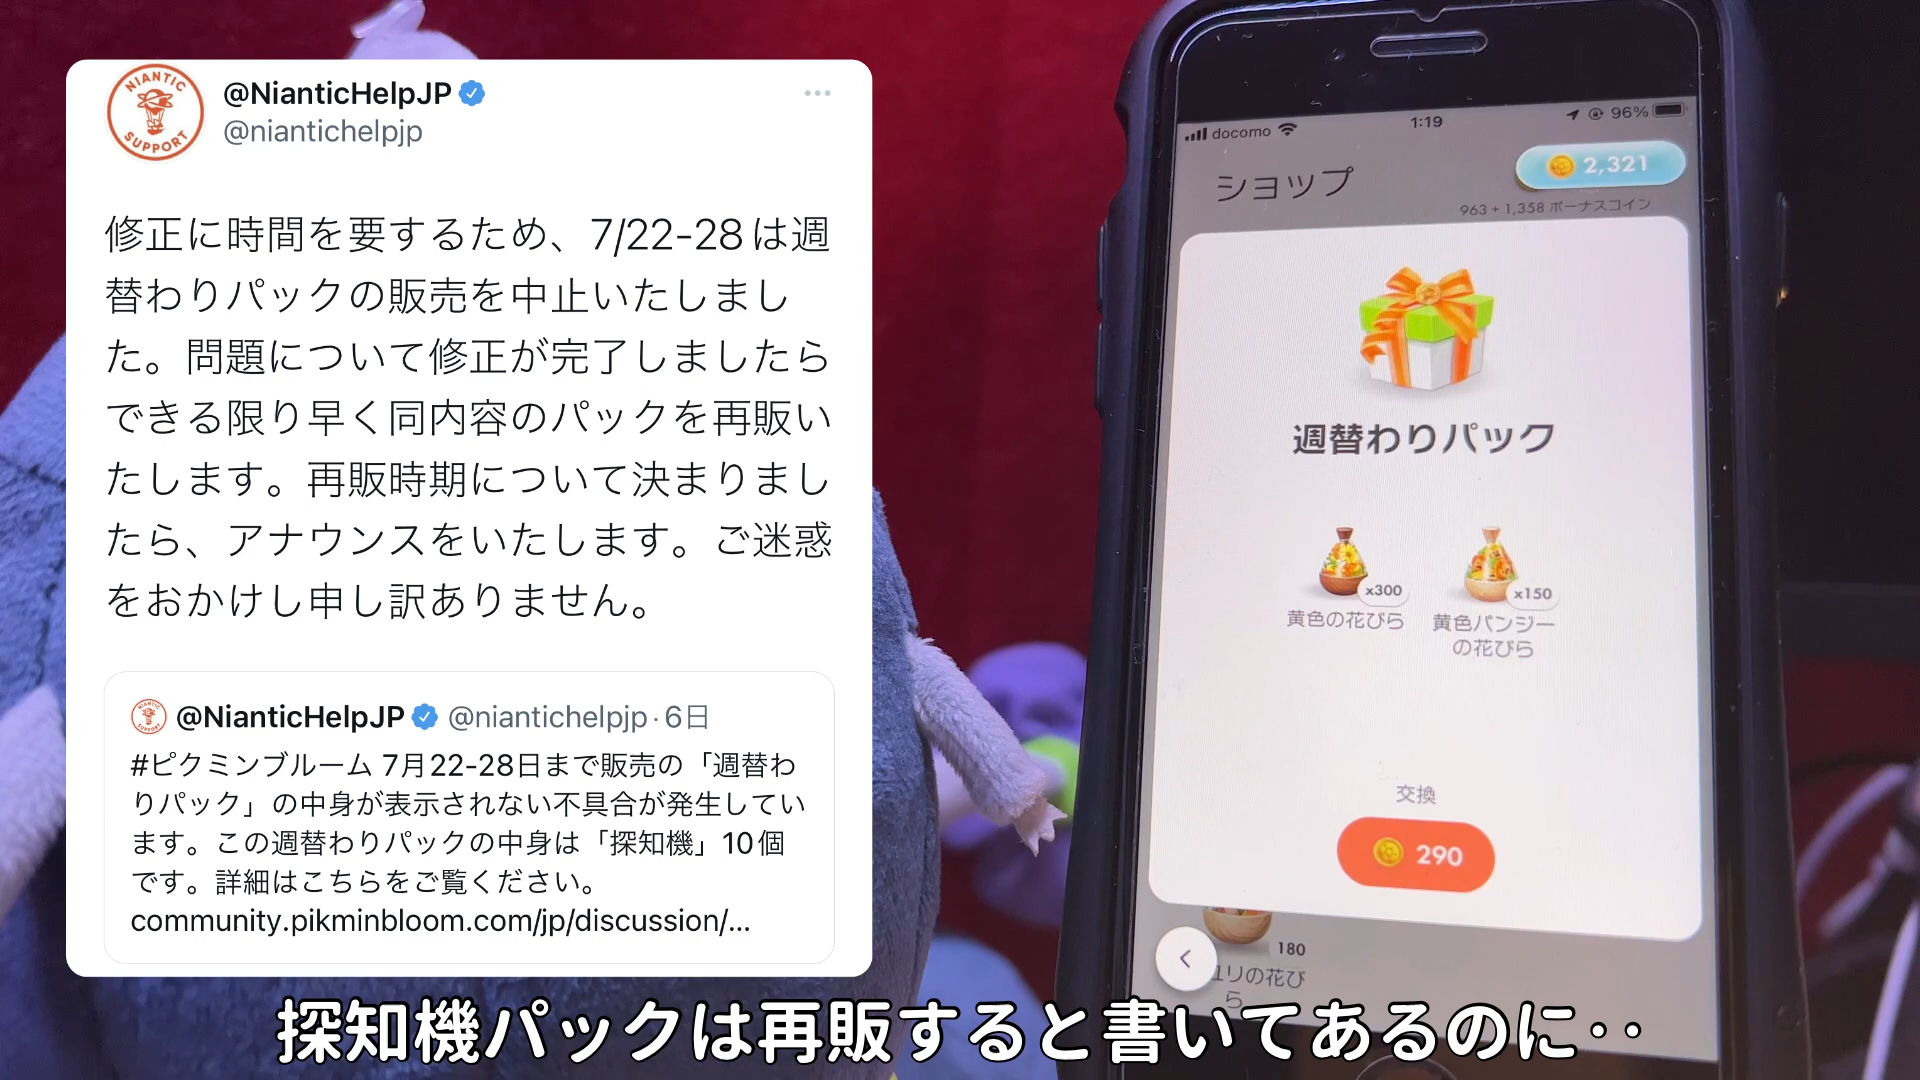 NIANTIC
SUPPORT
@NianticHelpJP
@niantichelpjp
修正に時間を要するため、7/22-28は週
替わりパックの販売を中止いたしまし
た。問題について修正が完了しましたら
できる限り早く同内容のパックを再販い
たします。再販時期について決まりまし
たら、アナウンスをいたします。ご迷惑
をおかけし申し訳ありません。
@NianticHelpJP @niantichelpjp · 6日
#ピクミンブルーム 7月22-28日まで販売の「週替わ
りパック」の中身が表示されない不具合が発生してい
ます。この週替わりパックの中身は「探知機」10個
です。詳細はこちらをご覧ください。
community.pikminbloom.com/jp/discussion/...
docomo 1:19 96%
ショップ
2,321
963 + 1,358 ボーナスコイン
週替わりパック
x300
黄色の花びら
x150
黄色パンジー
の花びら
交換
290
180
ユリの花び
ら
探知機パックは再販すると書いてあるのに‥